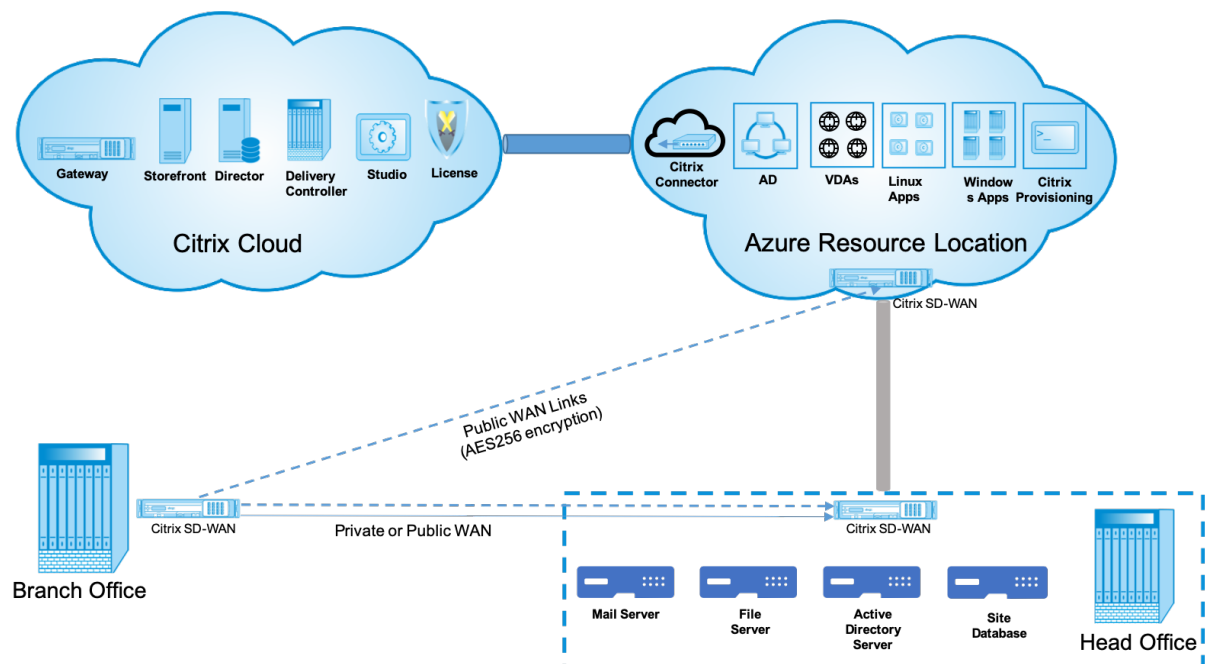 Gateway
Storefront
Director
Delivery
Controller
Studio
License
Citrix Cloud
Citrix
Connector
AD
VDAs
Linux
Apps
Window
s Apps
Citrix
Provisioning
>_
Azure Resource Location
Citrix SD-WAN
Public WAN Links
(AES256 encryption)
Citrix SD-WAN
Private or Public WAN
Citrix SD-WAN
Branch Office
Mail Server
File
Server
Active
Directory
Server
Site
Database
Head Office